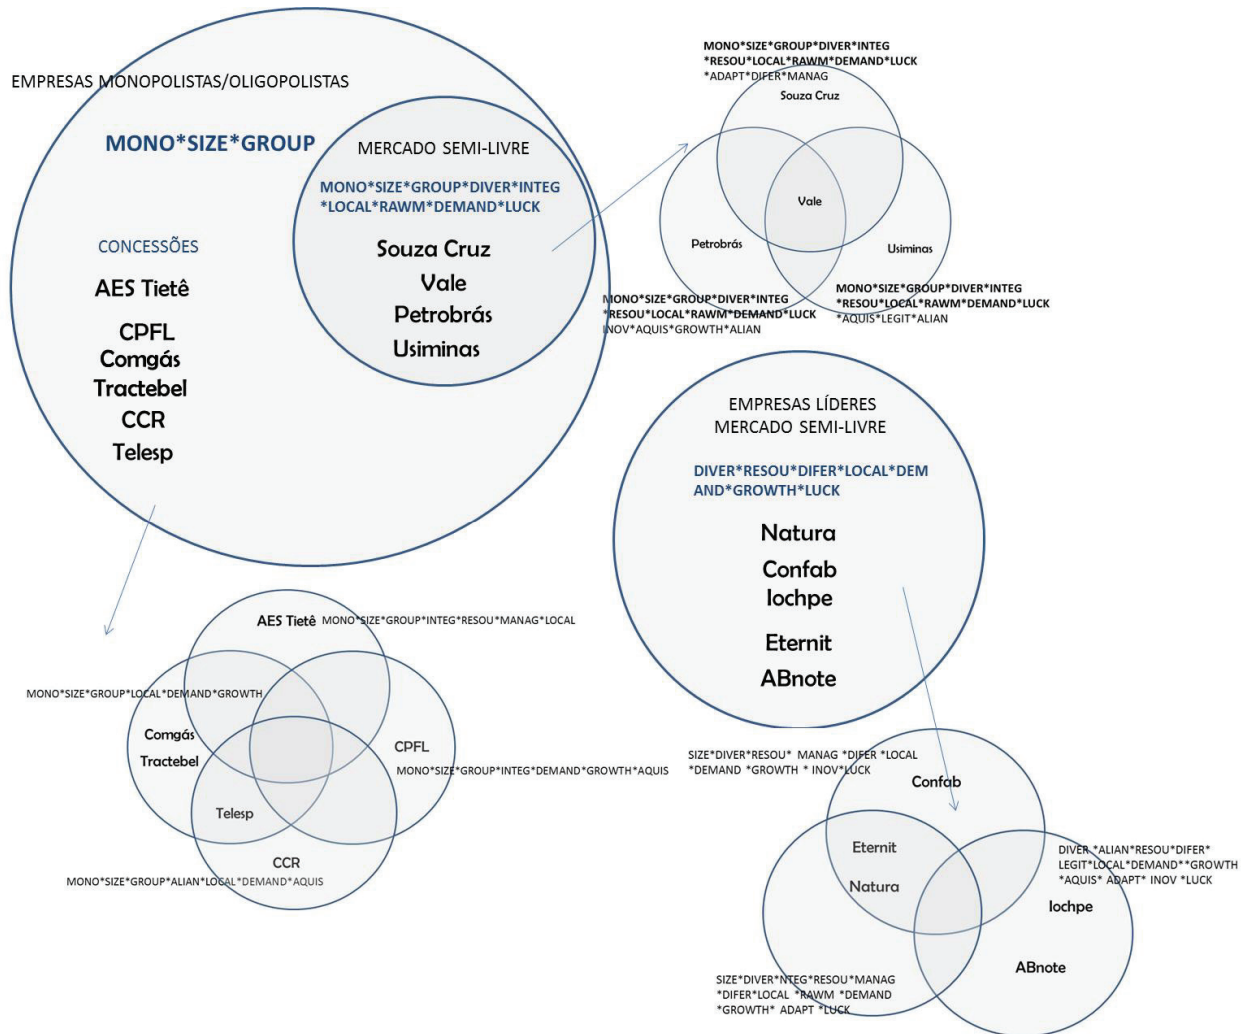 EMPRESAS MONOPOLISTAS/OLIGOPOLISTAS
MONO*SIZE*GROUP
CONCESSÕES
AES Tietê
CPFL
Comgás
Tractebel
CCR
Telesp
MERCADO SEMI-LIVRE
MONO*SIZE*GROUP*DIVER*INTEG
*LOCAL*RAWM*DEMAND*LUCK
Souza Cruz
Vale
Petrobrás
Usiminas
MONO*SIZE*GROUP*DIVER*INTEG
*RESOU*LOCAL*RAWM*DEMAND*LUCK
*ADAPT*DIFER*MANAG
Souza Cruz
Vale
Petrobrás
Usiminas
MONO*SIZE*GROUP*DIVER*INTEG
*RESOU*LOCAL*RAWM*DEMAND*LUCK
INOV*AQUIS*GROWTH*ALIAN
MONO*SIZE*GROUP*DIVER*INTEG
*RESOU*LOCAL*RAWM*DEMAND*LUCK
*AQUIS*LEGIT*ALIAN
EMPRESAS LÍDERES
MERCADO SEMI-LIVRE
DIVER*RESOU*DIFER*LOCAL*DEM
AND*GROWTH*LUCK
Natura
Confab
Iochpe
Eternit
ABnote
AES Tietê MONO*SIZE*GROUP*INTEG*RESOU*MANAG*LOCAL
MONO*SIZE*GROUP*LOCAL*DEMAND*GROWTH
Comgás
Tractebel
CPFL
MONO*SIZE*GROUP*INTEG*DEMAND*GROWTH*AQUIS
Telesp
CCR
MONO*SIZE*GROUP*ALIAN*LOCAL*DEMAND*AQUIS
SIZE*DIVER*RESOU* MANAG *DIFER *LOCAL
*DEMAND *GROWTH * INOV*LUCK
Confab
Eternit
Natura
DIVER *ALIAN*RESOU*DIFER*
LEGIT*LOCAL*DEMAND**GROWTH
*AQUIS* ADAPT* INOV *LUCK
Iochpe
ABnote
SIZE*DIVER*NTEG*RESOU*MANAG
*DIFER*LOCAL *RAWM *DEMAND
*GROWTH* ADAPT *LUCK